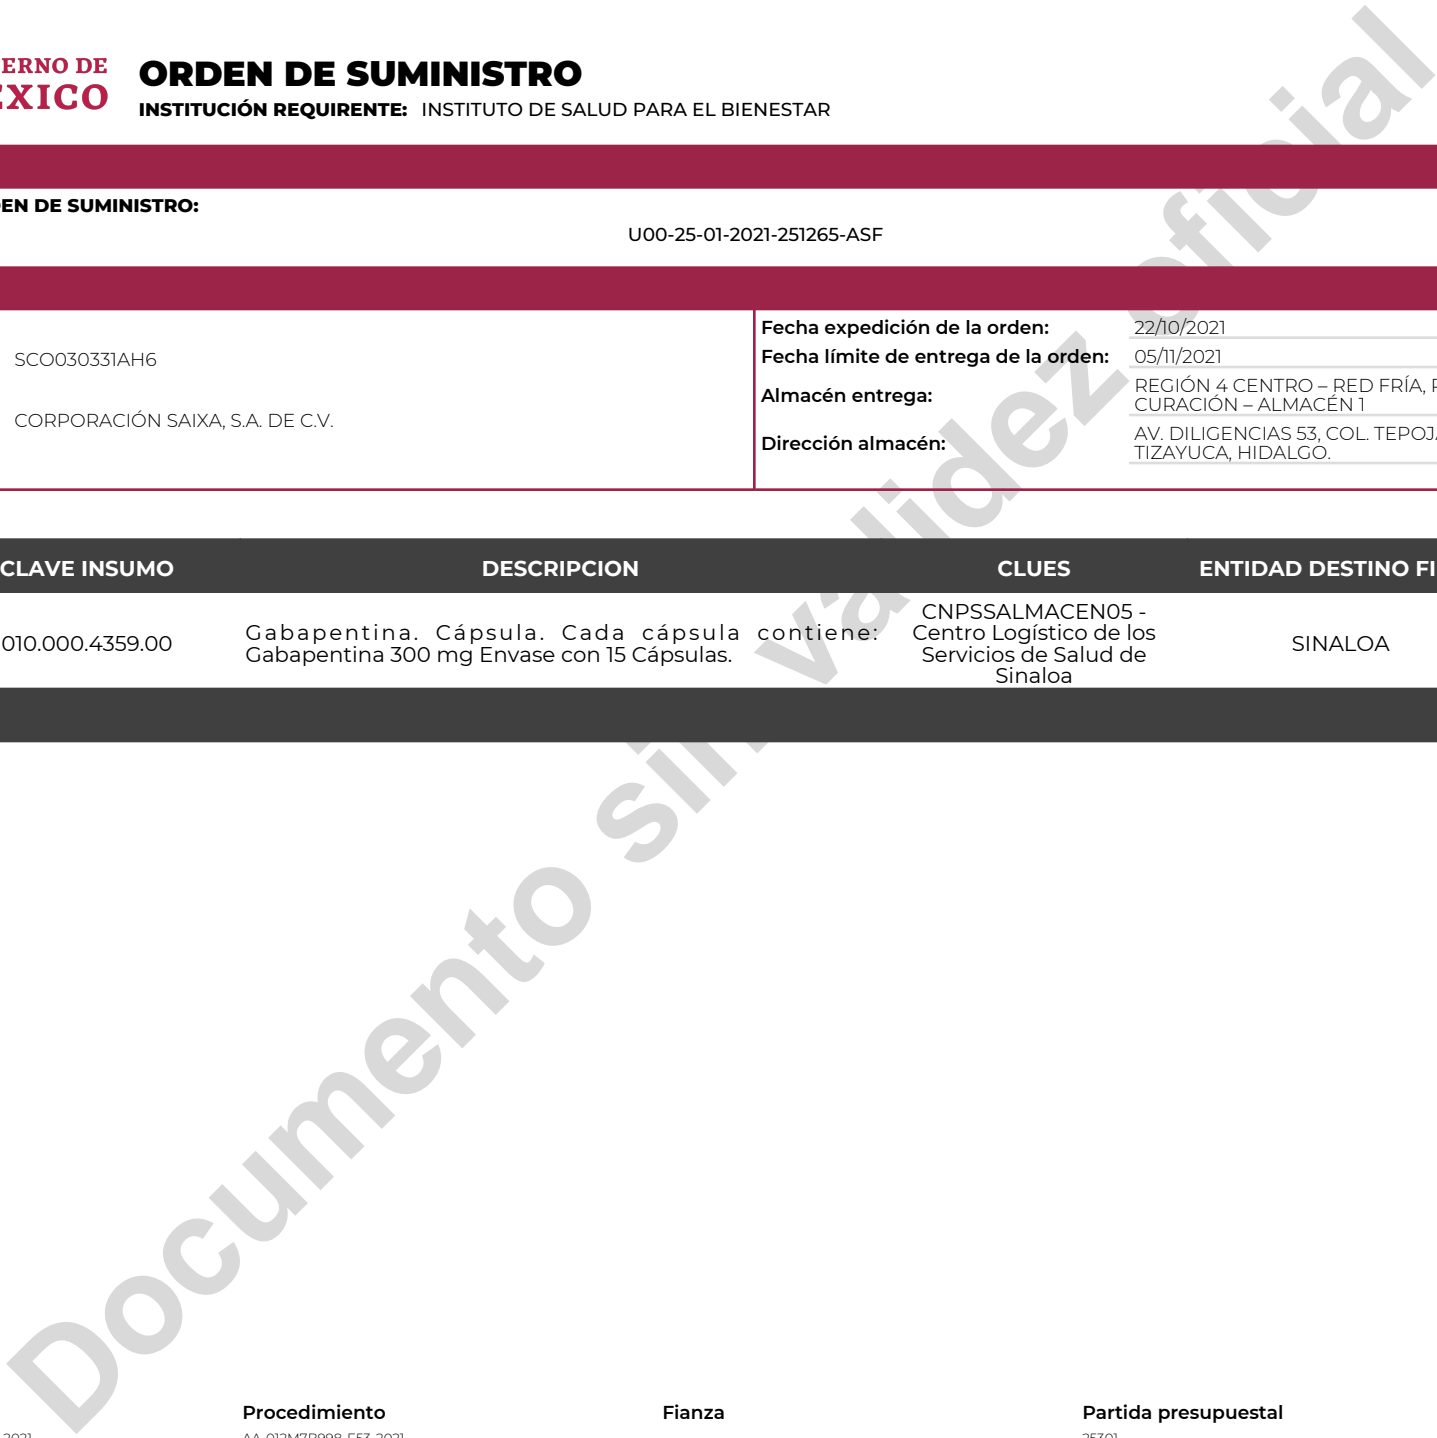 ERNO DE
ÉXICO
ORDEN DE SUMINISTRO
INSTITUCIÓN REQUIRENTE: INSTITUTO DE SALUD PARA EL BIENESTAR
EN DE SUMINISTRO:
U00-25-01-2021-251265-ASF
SCO030331AH6
CORPORACIÓN SAIXA, S.A. DE C.V.
Fecha expedición de la orden: 22/10/2021
Fecha límite de entrega de la orden: 05/11/2021
Almacén entrega: REGIÓN 4 CENTRO – RED FRÍA,
CURACIÓN – ALMACÉN 1
Dirección almacén: AV. DILIGENCIAS 53, COL. TEPOJA
TIZAYUCA, HIDALGO.
CLAVE INSUMO DESCRIPCION CLUES ENTIDAD DESTINO FI
010.000.4359.00
Gabapentina. Cápsula. Cada cápsula contiene:
Gabapentina 300 mg Envase con 15 Cápsulas.
CNPSSALMACEN05 -
Centro Logístico de los
Servicios de Salud de
Sinaloa
SINALOA
Documento sin validez oficial
Procedimiento Fianza Partida presupuestal